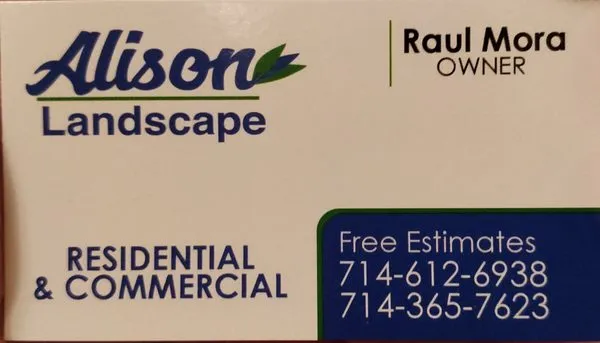 Alison
Landscape
Raul Mora
OWNER
RESIDENTIAL
& COMMERCIAL
Free Estimates
714-612-6938
714-365-7623